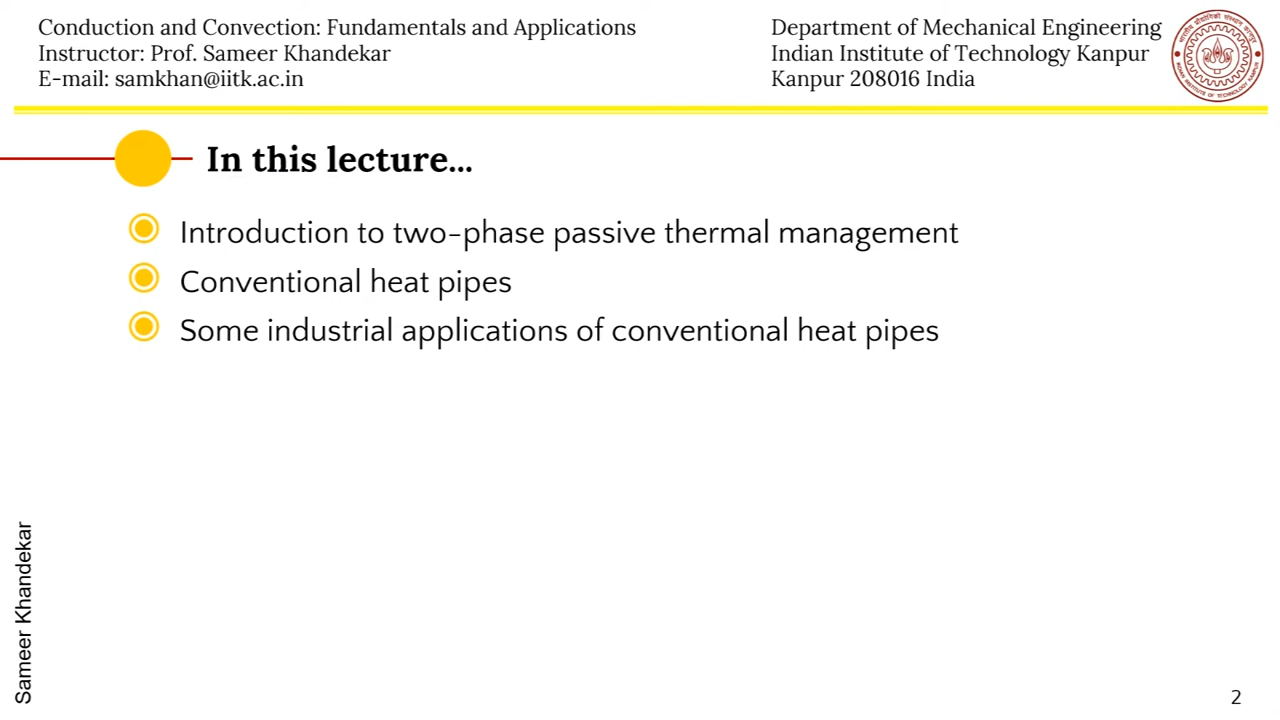 Conduction and Convection: Fundamentals and Applications
Instructor: Prof. Sameer Khandekar
E-mail: samkhan@iitk.ac.in
Department of Mechanical Engineering
Indian Institute of Technology Kanpur
Kanpur 208016 India
In this lecture...
Introduction to two-phase passive thermal management
Conventional heat pipes
Some industrial applications of conventional heat pipes
Sameer Khandekar
2